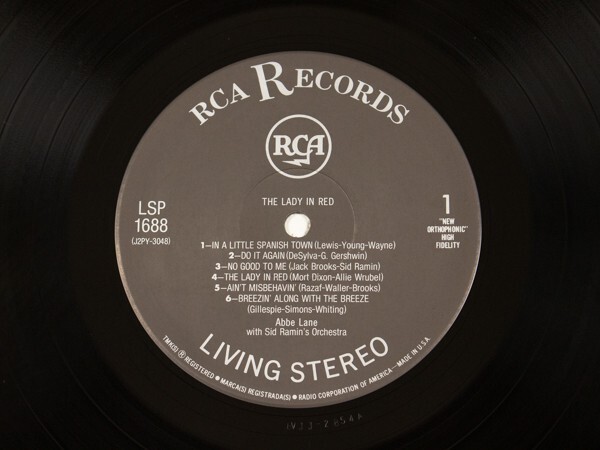 RCA RECORDS
RCA
THE LADY IN RED
LSP
1688
(J2PY-3048)
1
"NEW
ORTHOPHONIC"
HIGH
FIDELITY
1—IN A LITTLE SPANISH TOWN (Lewis-Young-Wayne)
2—DO IT AGAIN (DeSylva-G. Gershwin)
3—NO GOOD TO ME (Jack Brooks-Sid Ramin)
4—THE LADY IN RED (Mort Dixon-Allie Wrubel)
5—AIN'T MISBEHAVIN' (Razaf-Waller-Brooks)
6—BREEZIN' ALONG WITH THE BREEZE
(Gillespie-Simons-Whiting)
Abbe Lane
with Sid Ramin's Orchestra
LIVING STEREO
TMK(S) ® REGISTERED ● MARCA(S) REGISTRADA(S) ● RADIO CORPORATION OF AMERICA—MADE IN U.S.A.